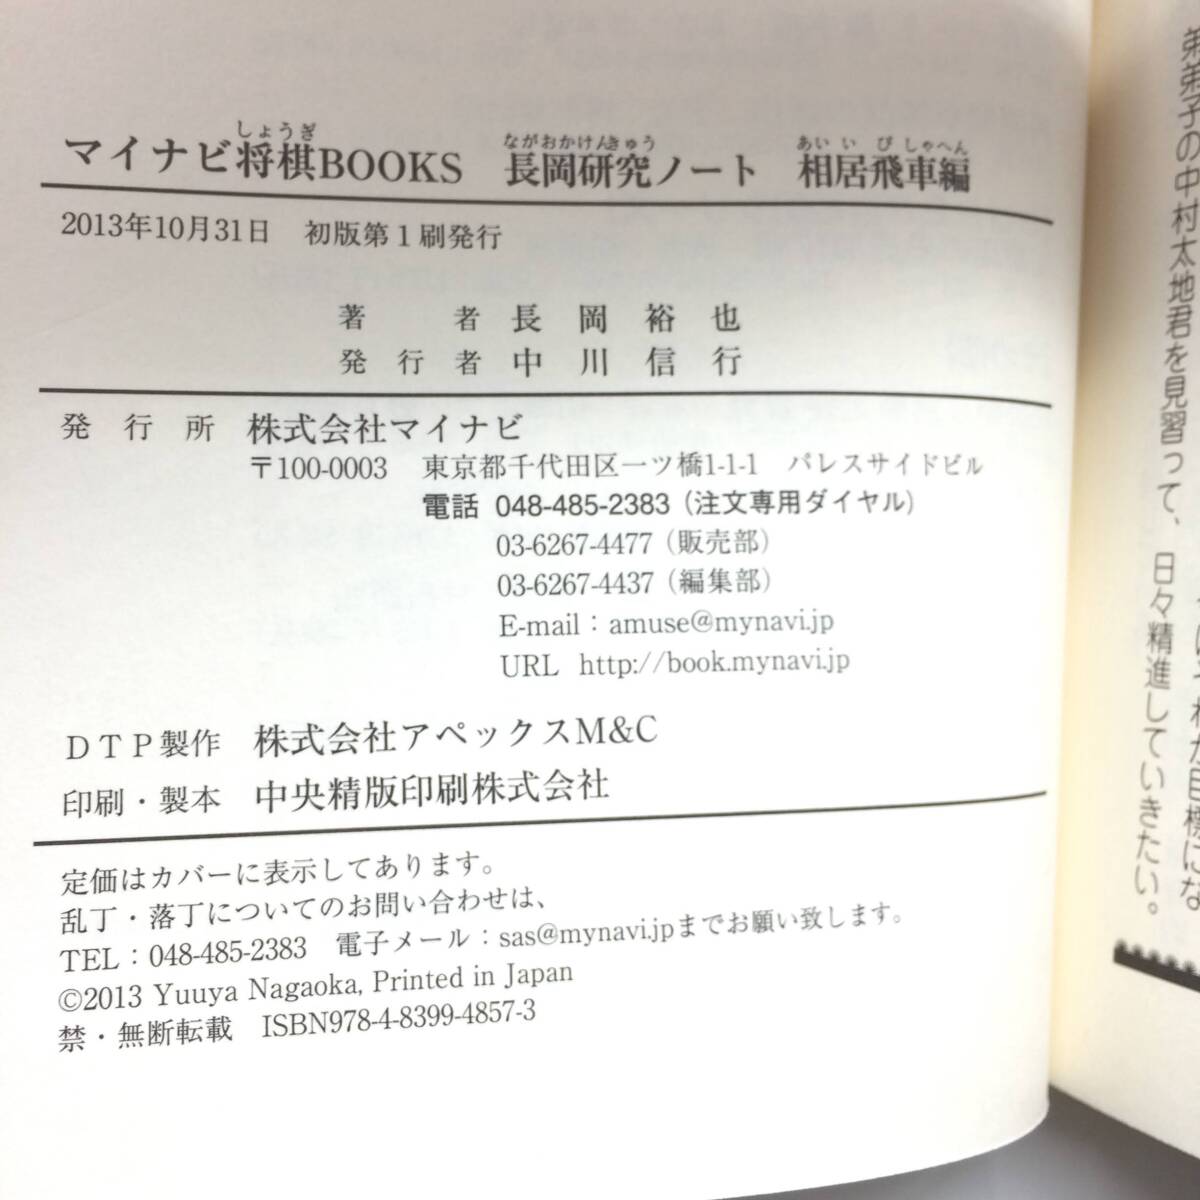 マイナビ将棋BOOKS　長岡研究ノート　相居飛車編
しょうぎ　ながおかけんきゅう　あいいびしゃへん
2013年10月31日　初版第1刷発行
著者 長岡裕也
発行者 中川信行
発行所 株式会社マイナビ
〒100-0003　東京都千代田区一ツ橋1-1-1　パレスサイドビル
電話 048-485-2383（注文専用ダイヤル）
03-6267-4477（販売部）
03-6267-4437（編集部）
E-mail：amuse@mynavi.jp
URL http://book.mynavi.jp
DTP製作 株式会社アペックスM&C
印刷・製本 中央精版印刷株式会社
定価はカバーに表示してあります。
乱丁・落丁についてのお問い合わせは、
TEL：048-485-2383　電子メール：sas@mynavi.jpまでお願い致します。
©2013 Yuuya Nagaoka, Printed in Japan
禁・無断転載　ISBN978-4-8399-4857-3
弟弟子の中村太地君を見習って、日々精進していきたい。